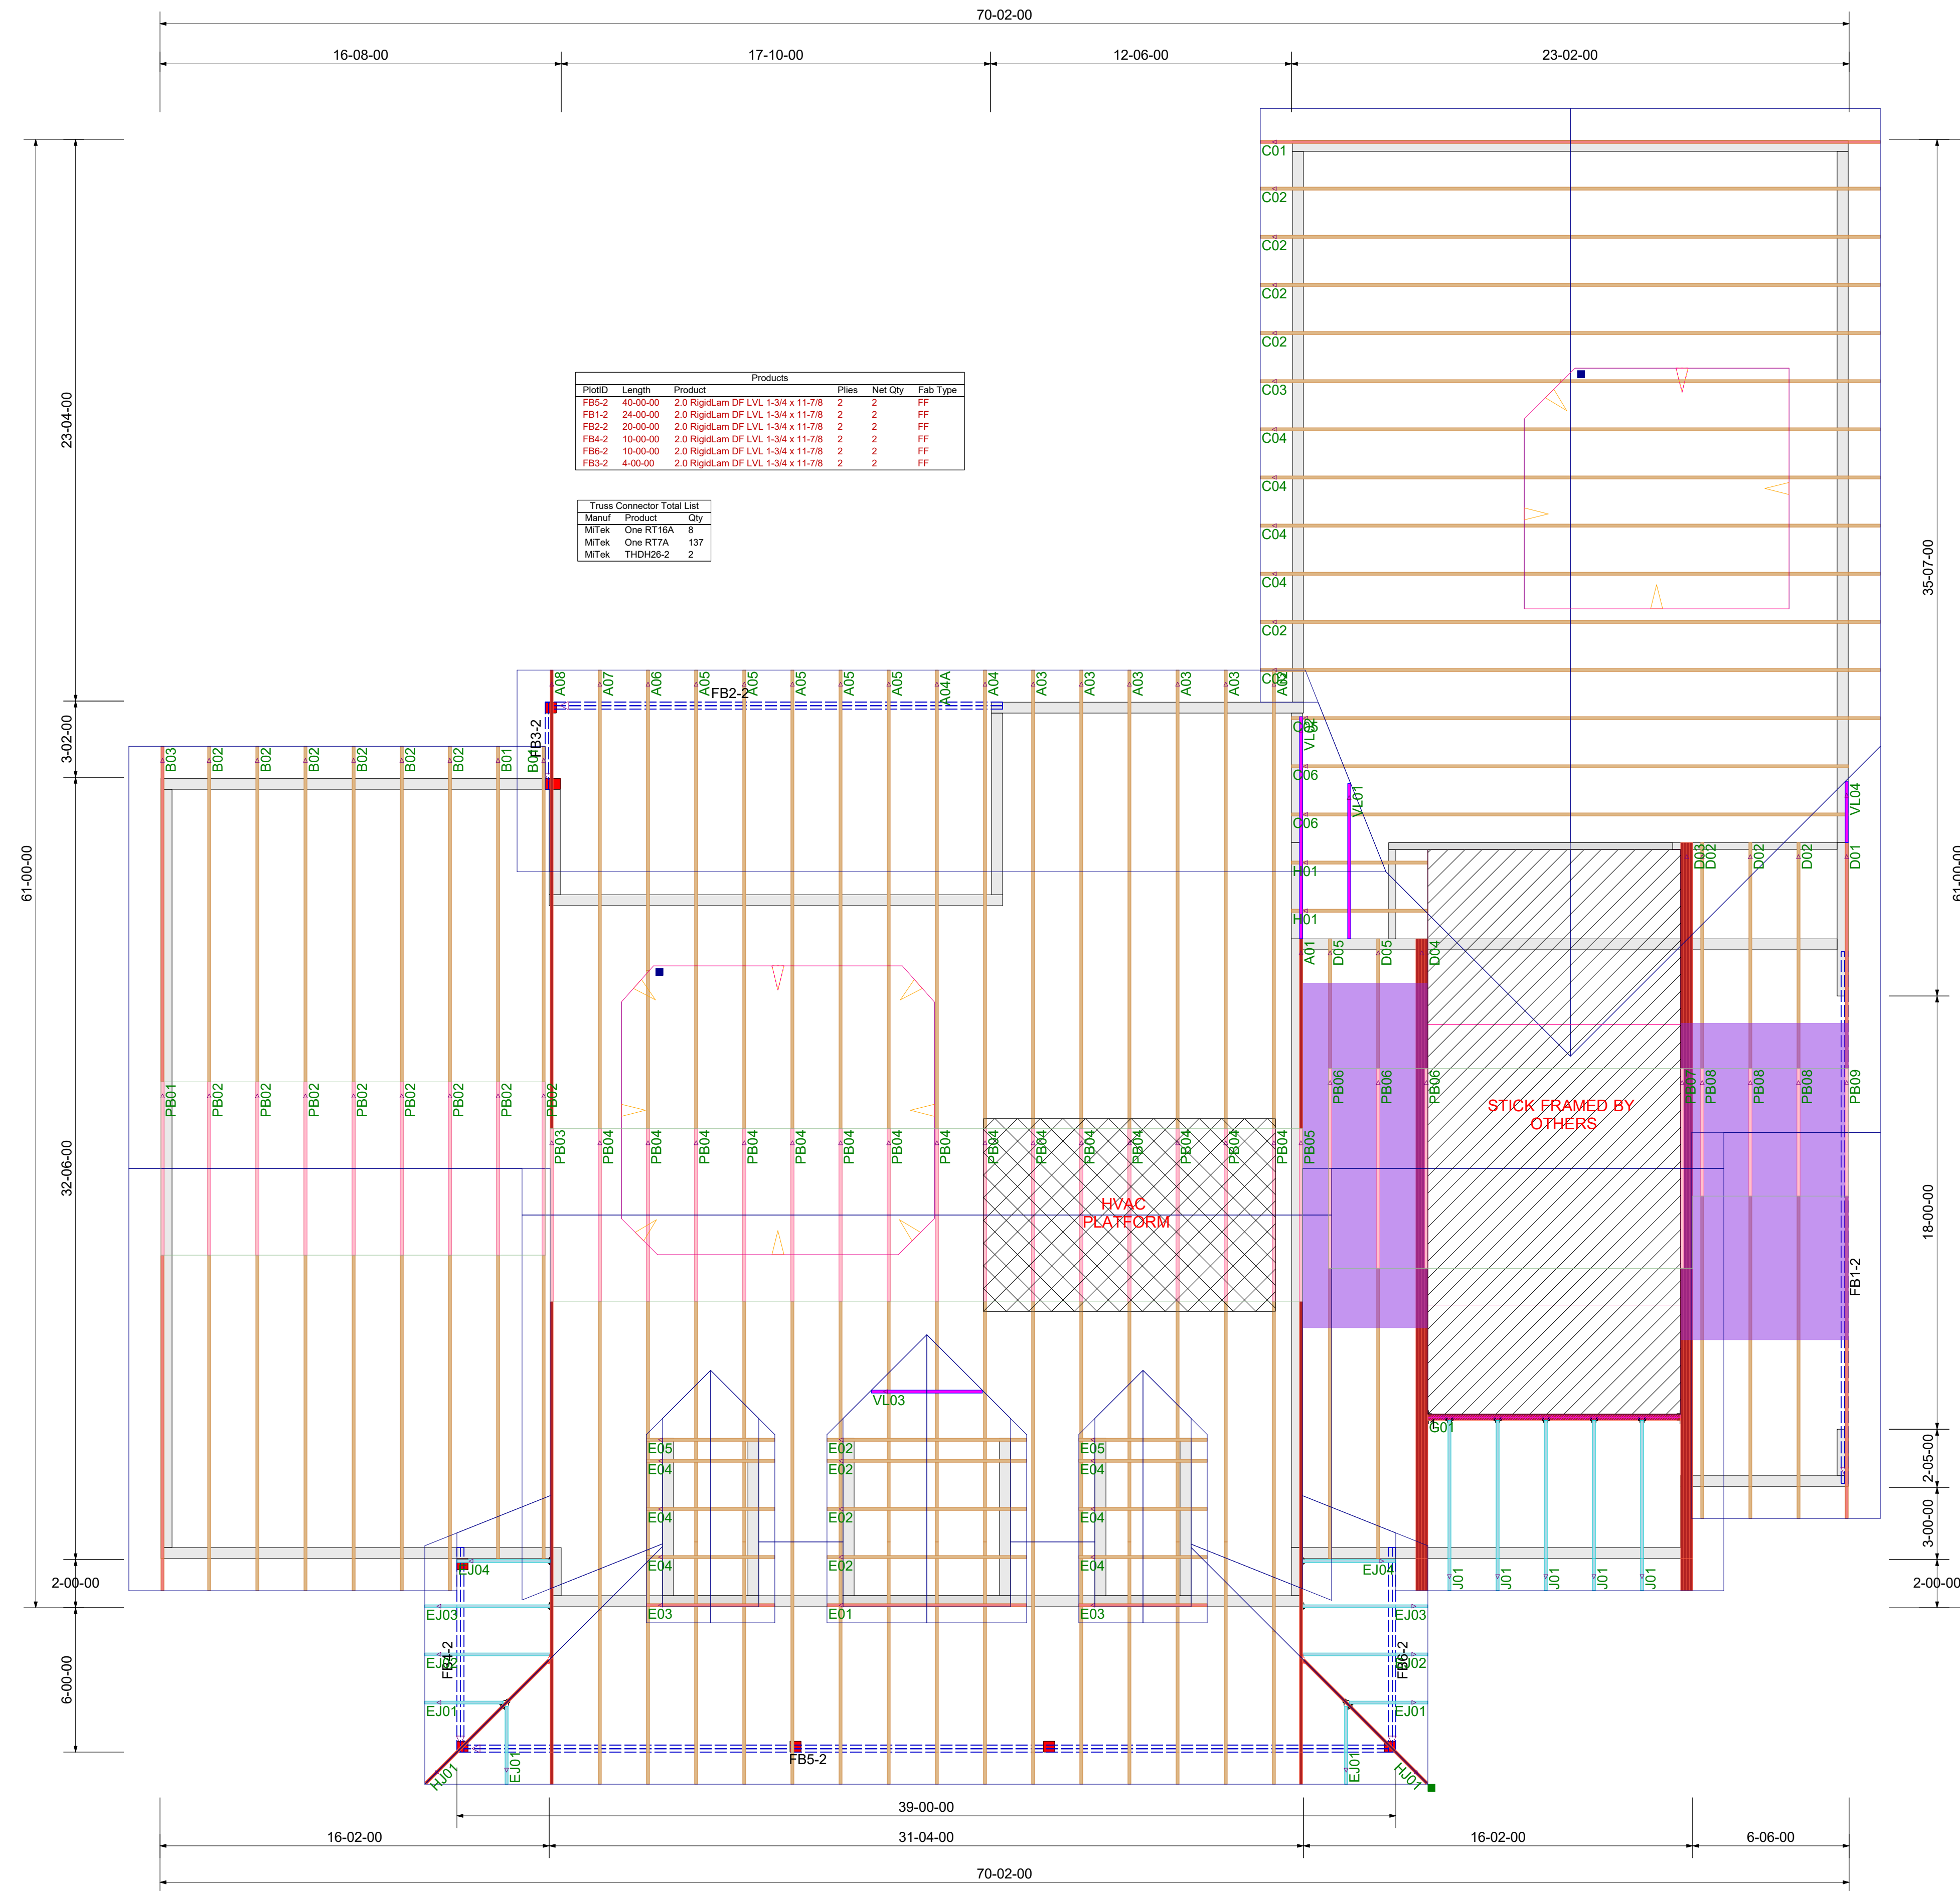 70-02-00
16-08-00
17-10-00
12-06-00
23-02-00
61-00-00
23-04-00
3-02-00
32-06-00
2-00-00
6-00-00
35-07-00
61-00-00
18-00-00
2-05-00
3-00-00
2-00-00
Products
PlotID Length Product Plies Net Qty Fab Type
FB5-2 40-00-00 2.0 RigidLam DF LVL 1-3/4 x 11-7/8 2 2 FF
FB1-2 24-00-00 2.0 RigidLam DF LVL 1-3/4 x 11-7/8 2 2 FF
FB2-2 20-00-00 2.0 RigidLam DF LVL 1-3/4 x 11-7/8 2 2 FF
FB4-2 10-00-00 2.0 RigidLam DF LVL 1-3/4 x 11-7/8 2 2 FF
FB6-2 10-00-00 2.0 RigidLam DF LVL 1-3/4 x 11-7/8 2 2 FF
FB3-2 4-00-00 2.0 RigidLam DF LVL 1-3/4 x 11-7/8 2 2 FF
Truss Connector Total List
Manuf Product Qty
MiTek One RT16A 8
MiTek One RT7A 137
MiTek THDH26-2 2
C01
C02
C02
C02
C02
C03
C04
C04
C04
C04
C02
C02
C05
C06
C06
H01
H01
A08
A07
A06
A05
A05
A05
A05
A05
A04A
A04
A03
A03
A03
A03
A03
A02
FB2-2
FB3-2
VL02
VL01
VL04
B03
B02
B02
B02
B02
B02
B02
B01
B01
D03
D02
D02
D02
D01
A01
D05
D05
D04
PB01
PB02
PB02
PB02
PB02
PB02
PB02
PB02
PB02
PB03
PB04
PB04
PB04
PB04
PB04
PB04
PB04
PB04
PB04
PB04
PB04
PB04
PB04
PB04
PB05
PB06
PB06
PB06
PB07
PB08
PB08
PB08
PB09
STICK FRAMED BY
OTHERS
HVAC
PLATFORM
FB1-2
VL03
G01
E05
E04
E04
E04
E03
E02
E02
E02
E02
E01
E05
E04
E04
E04
E03
J01
J01
J01
J01
J01
EJ04
EJ03
EJ02
EJ01
EJ01
HJ01
FB4-2
FB5-2
EJ04
EJ03
EJ02
EJ01
EJ01
HJ01
FB6-2
39-00-00
16-02-00
31-04-00
16-02-00
6-06-00
70-02-00